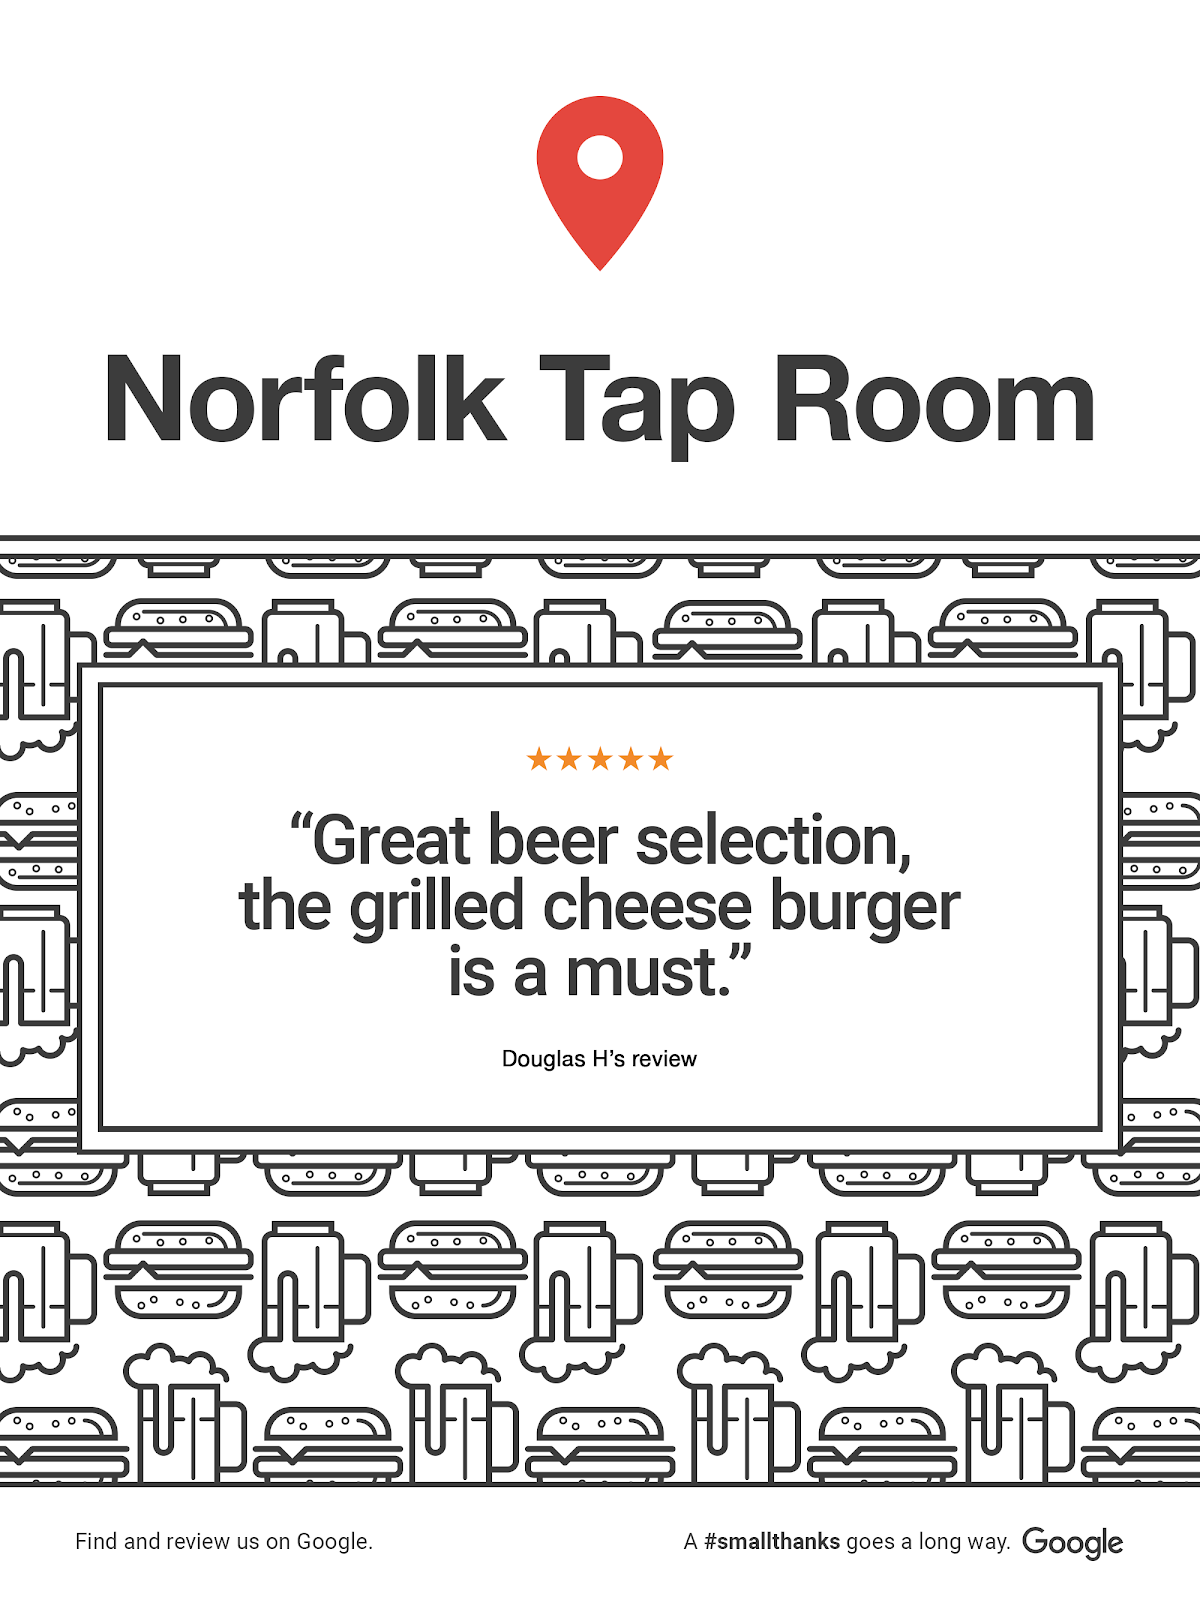 Norfolk Tap Room
★★★★★
“Great beer selection,
the grilled cheese burger
is a must.”
Douglas H’s review
Find and review us on Google.
A #smallthanks goes a long way. Google